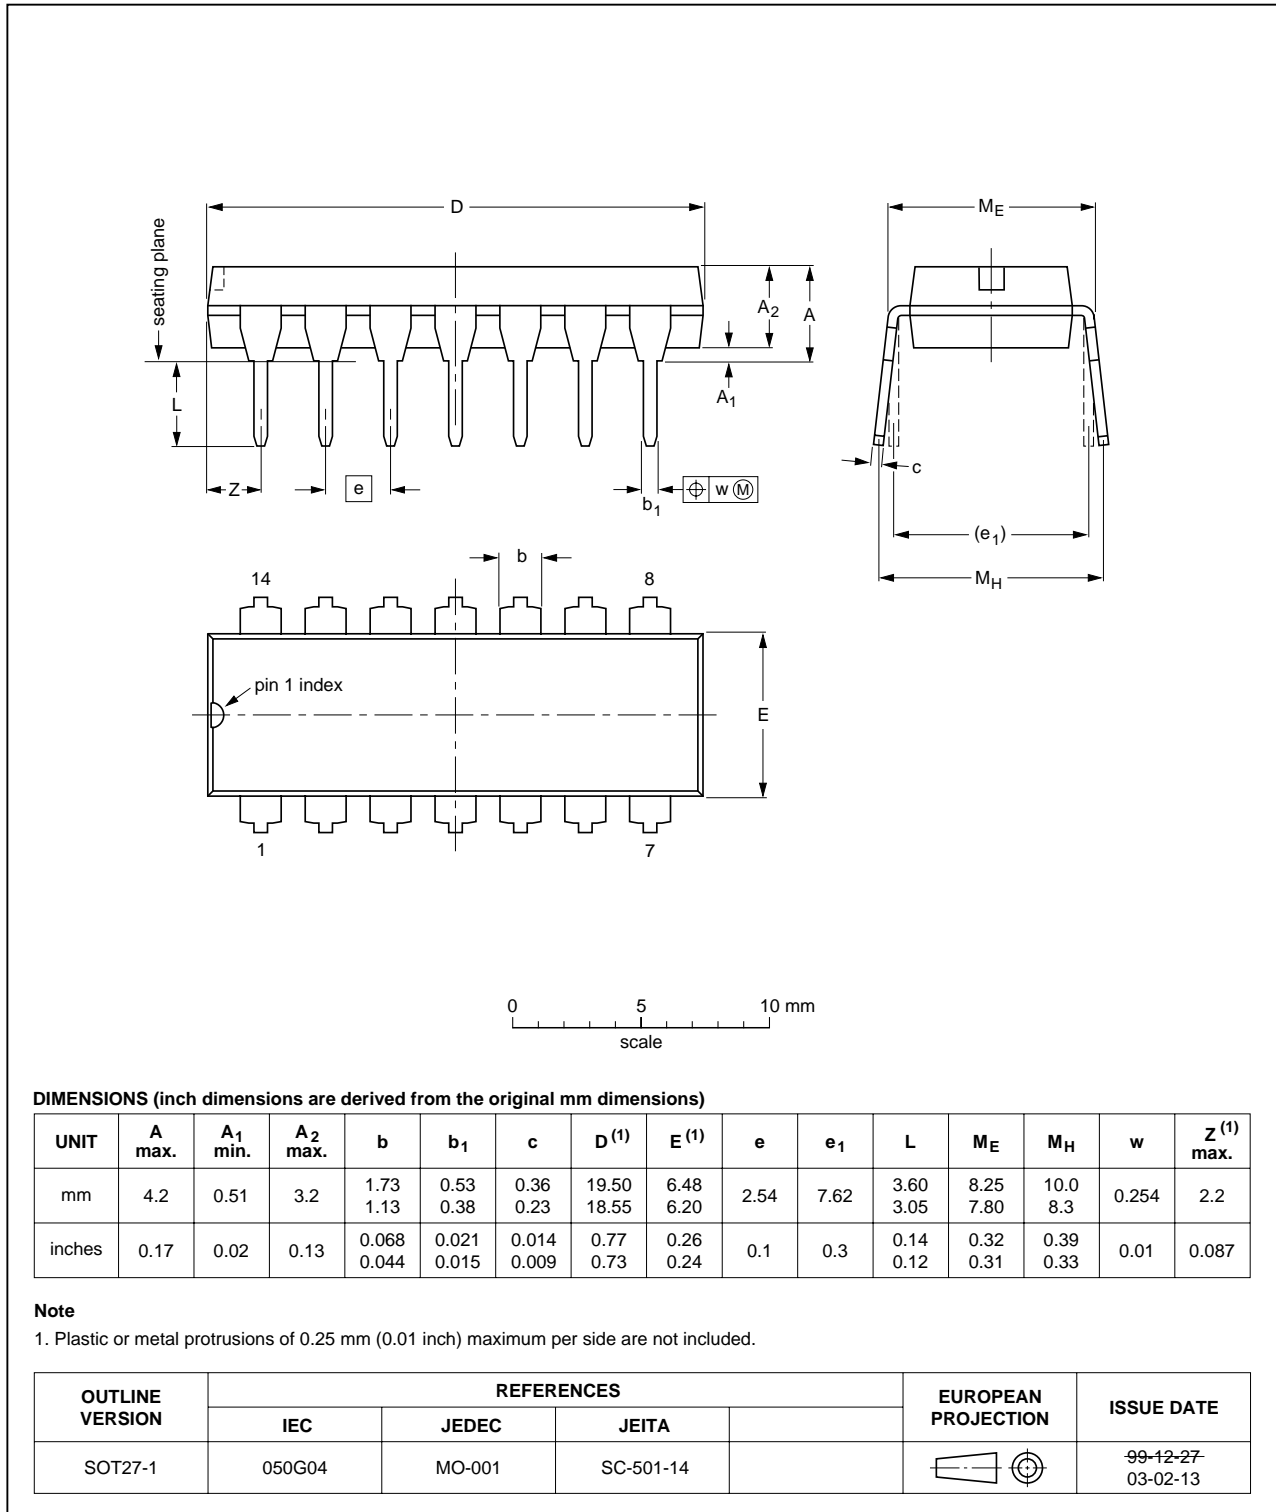 D
ME
seating plane
A2
A
A1
L
Z
e
b1
w M
c
(e1)
MH
b
14
8
pin 1 index
E
1
7
0 5 10 mm
scale
DIMENSIONS (inch dimensions are derived from the original mm dimensions)
UNIT A max. A1 min. A2 max. b b1 c D(1) E(1) e e1 L ME MH w Z(1) max.
mm 4.2 0.51 3.2 1.73 1.13 0.53 0.38 0.36 0.23 19.50 18.55 6.48 6.20 2.54 7.62 3.60 3.05 8.25 7.80 10.0 8.3 0.254 2.2
inches 0.17 0.02 0.13 0.068 0.044 0.021 0.015 0.014 0.009 0.77 0.73 0.26 0.24 0.1 0.3 0.14 0.12 0.32 0.31 0.39 0.33 0.01 0.087
Note
1. Plastic or metal protrusions of 0.25 mm (0.01 inch) maximum per side are not included.
OUTLINE VERSION REFERENCES EUROPEAN PROJECTION ISSUE DATE
IEC JEDEC JEITA
SOT27-1 050G04 MO-001 SC-501-14 99-12-27
03-02-13